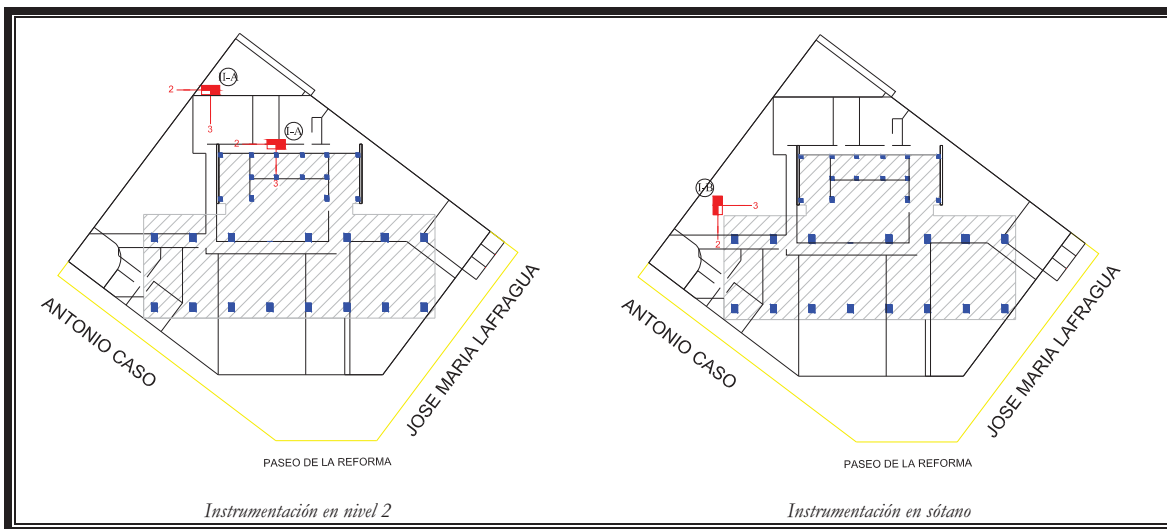 II-A
2
3
I-A
2
3
ANTONIO CASO
JOSE MARIA LAFRAGUA
PASEO DE LA REFORMA
Instrumentación en nivel 2
I-B
3
2
ANTONIO CASO
JOSE MARIA LAFRAGUA
PASEO DE LA REFORMA
Instrumentación en sótano